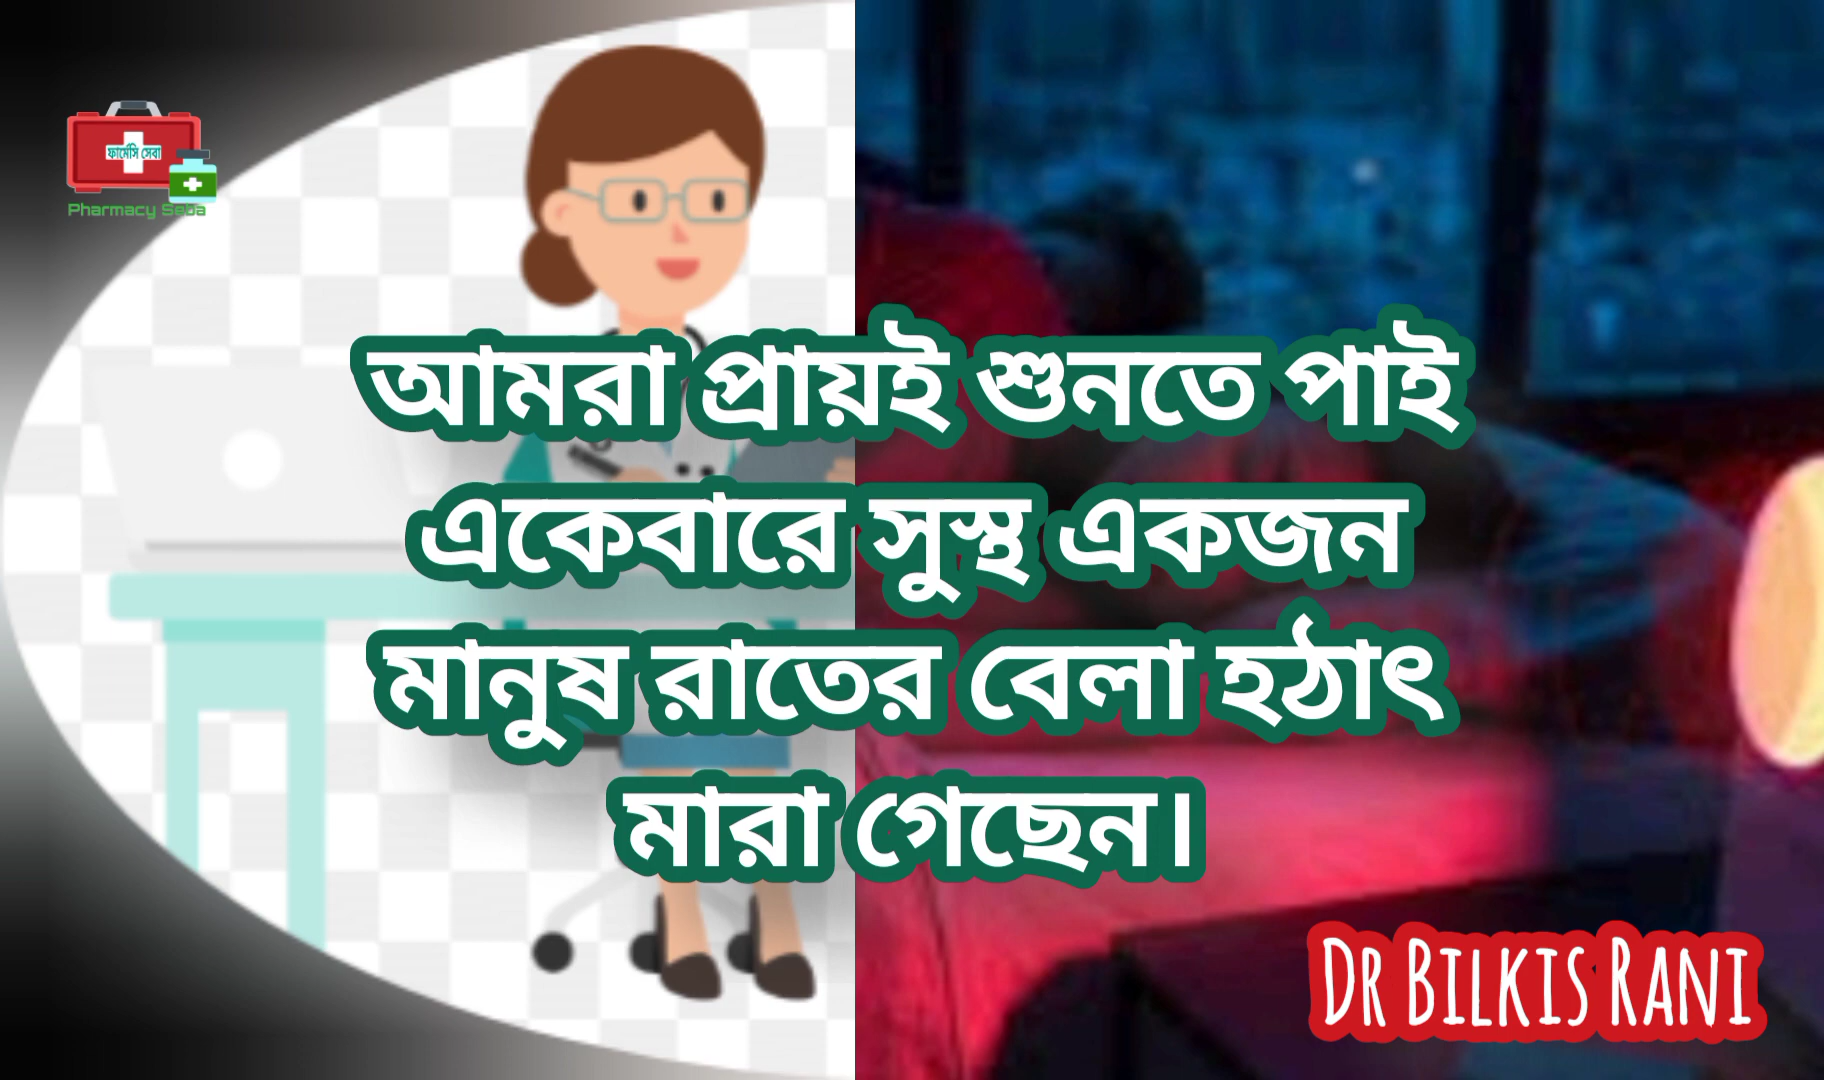 ফার্মেসি সেবা
Pharmacy Seba
আমরা প্রায়ই শুনতে পাই
একেবারে সুস্থ একজন
মানুষ রাতের বেলা হঠাৎ
মারা গেছেন।
DR BILKIS RANI